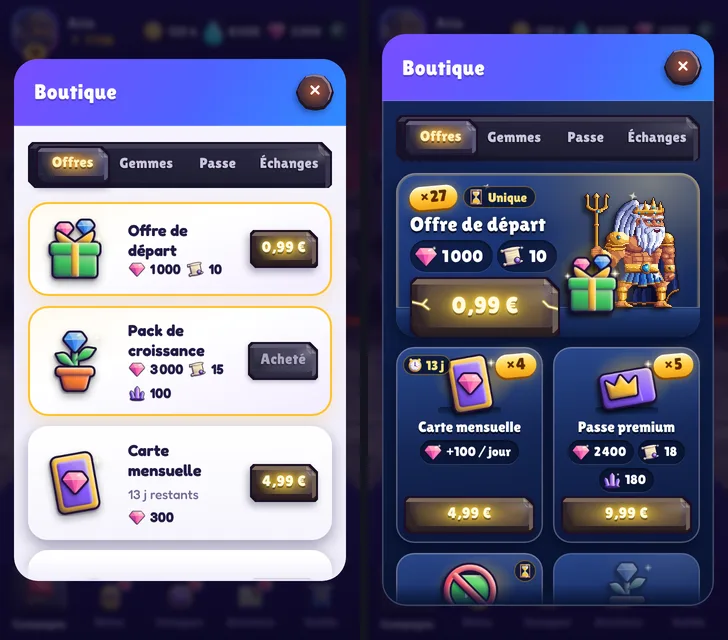 Boutique
×
Offres
Gemmes
Passe
Échanges
Offre de
départ
1000
10
0,99 €
Pack de
croissance
3000
15
100
Acheté
Carte
mensuelle
13 j restants
300
4,99 €
Boutique
×
Offres
Gemmes
Passe
Échanges
×27
Unique
Offre de départ
1000
10
0,99 €
13 j
×4
Carte mensuelle
+100 / jour
4,99 €
×5
Passe premium
2400
18
180
9,99 €